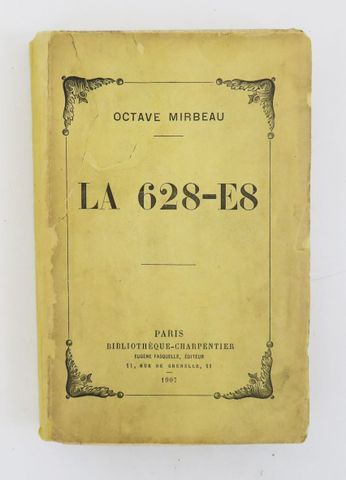 OCTAVE MIRBEAU
LA 628-E8
PARIS
BIBLIOTHÈQUE-CHARPENTIER
EUGÈNE FASQUELLE, ÉDITEUR
11, RUE DE GRENELLE, 11
1907